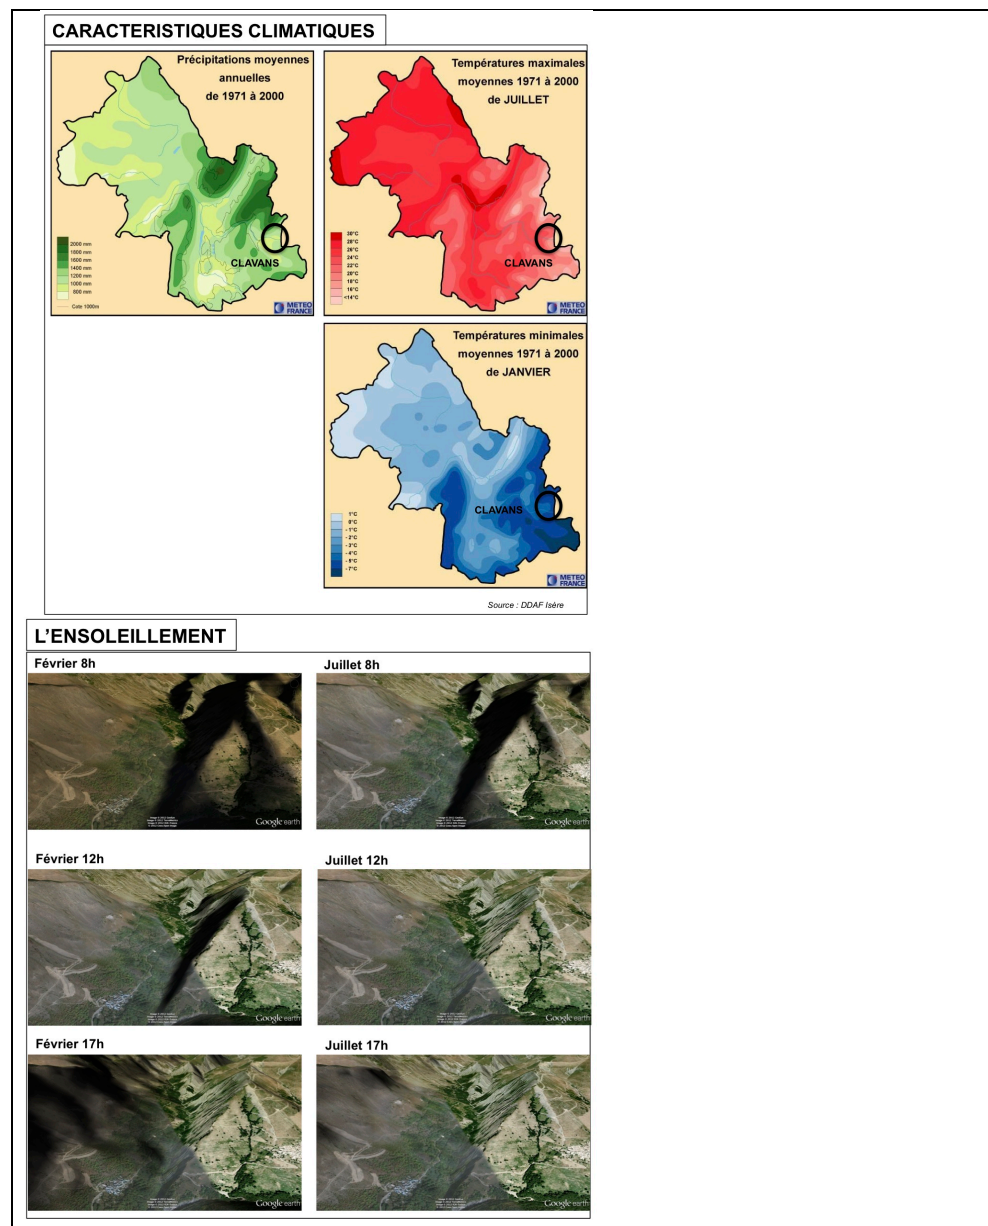 CARACTERISTIQUES CLIMATIQUES
Précipitations moyennes
annuelles
de 1971 à 2000
2000 mm
1800 mm
1600 mm
1400 mm
1200 mm
1000 mm
800 mm
Cote 1000m
CLAVANS
METEO
FRANCE
Températures maximales
moyennes 1971 à 2000
de JUILLET
30°C
28°C
26°C
24°C
22°C
20°C
18°C
16°C
<14°C
CLAVANS
METEO
FRANCE
Températures minimales
moyennes 1971 à 2000
de JANVIER
1°C
0°C
- 1°C
- 2°C
- 3°C
- 4°C
- 5°C
- 7°C
CLAVANS
METEO
FRANCE
Source : DDAF Isère
L'ENSOLEILLEMENT
Février 8h
Juillet 8h
Google earth
Google earth
Février 12h
Juillet 12h
Google earth
Google earth
Février 17h
Juillet 17h
Google earth
Google earth